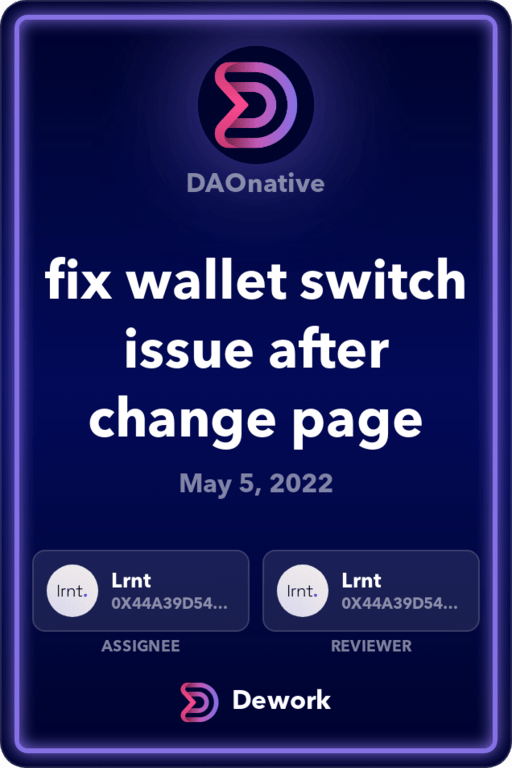 DAOnative
fix wallet switch
issue after
change page
May 5, 2022
lrnt.
Lrnt
0X44A39D54...
lrnt.
Lrnt
0X44A39D54...
ASSIGNEE
REVIEWER
Dework